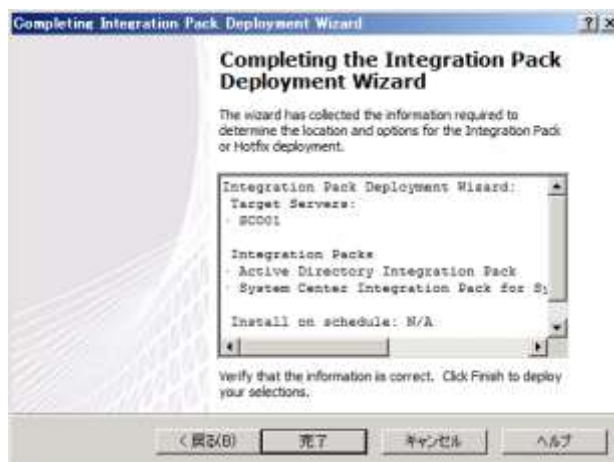 Completing Integration Pack Deployment Wizard
Completing the Integration Pack
Deployment Wizard
The wizard has collected the information required to
determine the location and options for the Integration Pack
or Hotfix deployment.
Integration Pack Deployment Wizard:
Target Servers:
- SCO01
Integration Packs
- Active Directory Integration Pack
- System Center Integration Pack for Sy
Install on schedule: N/A
Verify that the information is correct. Click Finish to deploy
your selections.
< 戻る(B)
完了
キャンセル
ヘルプ